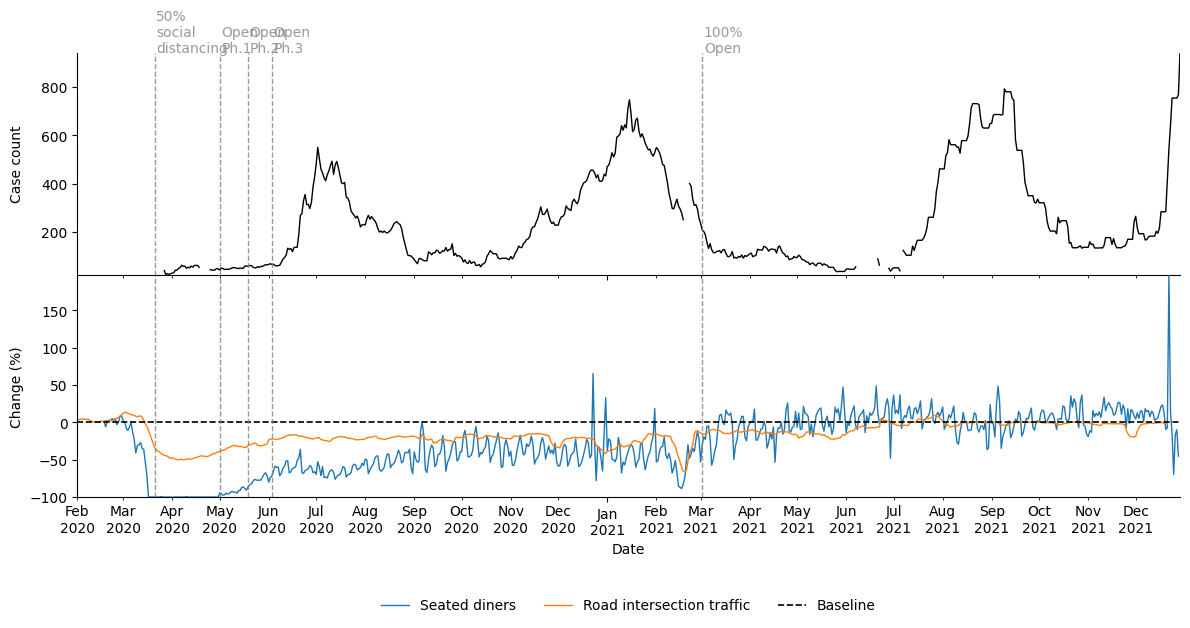 50%
social
distancing
Open
Ph.1
Open
Ph.2
Open
Ph.3
100%
Open
Case count
800
600
400
200
Change (%)
150
100
50
0
−50
−100
Feb Mar Apr May Jun Jul Aug Sep Oct Nov Dec Jan Feb Mar Apr May Jun Jul Aug Sep Oct Nov Dec
2020 2020 2020 2020 2020 2020 2020 2020 2020 2020 2020 2021 2021 2021 2021 2021 2021 2021 2021 2021 2021 2021 2021
Date
Seated diners Road intersection traffic Baseline